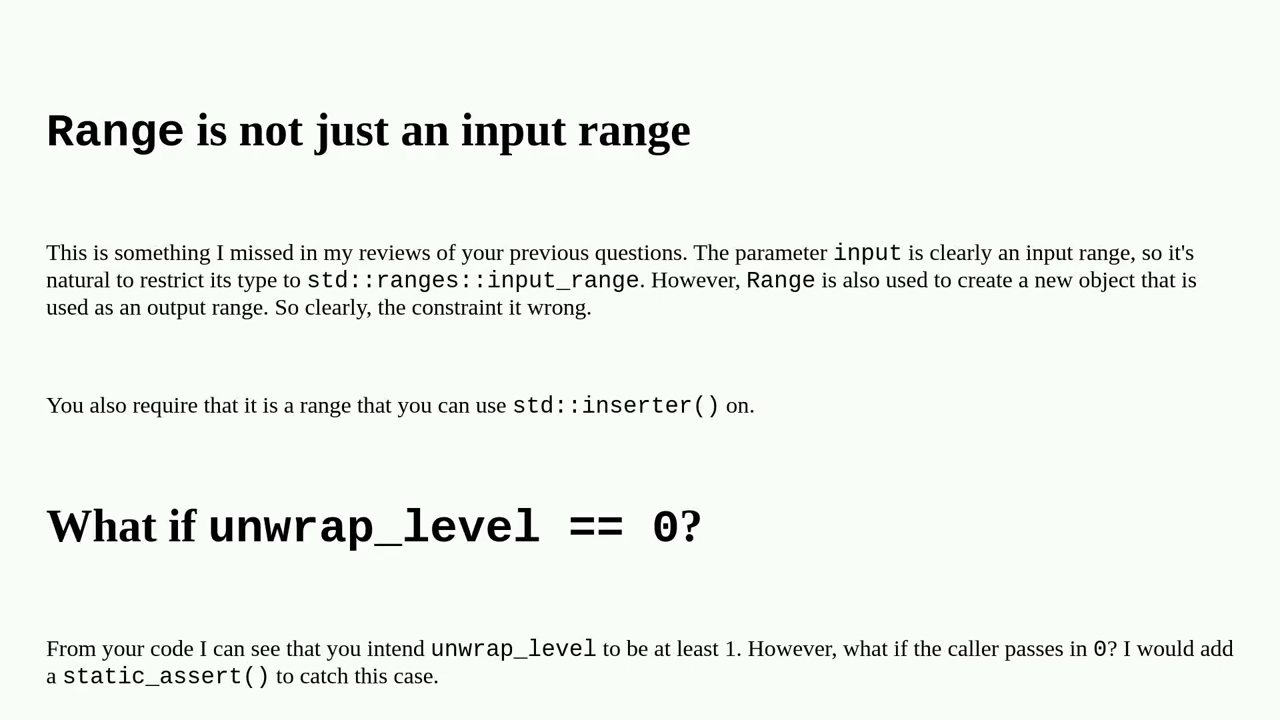 Range is not just an input range
This is something I missed in my reviews of your previous questions. The parameter input is clearly an input range, so it's
natural to restrict its type to std::ranges::input_range. However, Range is also used to create a new object that is
used as an output range. So clearly, the constraint it wrong.
You also require that it is a range that you can use std::inserter() on.
What if unwrap_level == 0?
From your code I can see that you intend unwrap_level to be at least 1. However, what if the caller passes in 0? I would add
a static_assert() to catch this case.